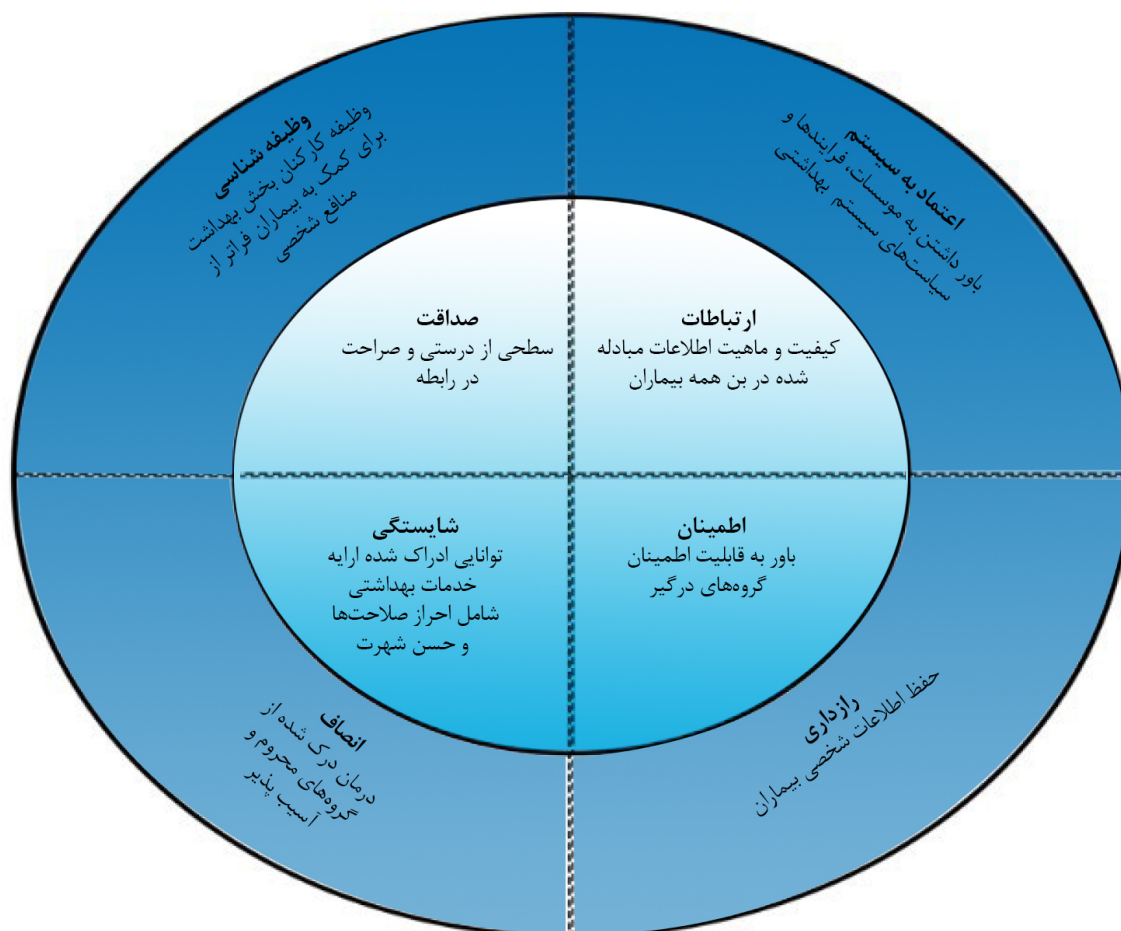 اعتماد به سیستم
باور داشتن به موسسات، فرایندها و
سیاست‌های سیستم بهداشتی
وظیفه شناسی
وظیفه کارکنان بخش بهداشت
برای کمک به بیماران فراتر از
منافع شخصی
ارتباطات
کیفیت و ماهیت اطلاعات مبادله
شده در بن همه بیماران
صداقت
سطحی از درستی و صراحت
در رابطه
اطمینان
باور به قابلیت اطمینان
گروه‌های درگیر
شایستگی
توانایی ادراک شده ارایه
خدمات بهداشتی
شامل احراز صلاحت‌ها
و حسن شهرت
رازداری
حفظ اطلاعات شخصی بیماران
انصاف
درمان درک شده از
گروه‌های محروم و
آسیب پذیر